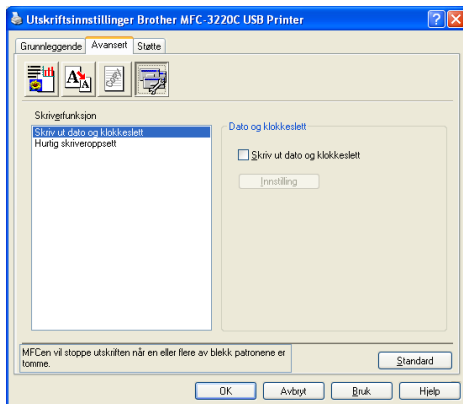 Utskriftsinnstillinger Brother MFC-3220C USB Printer
Grunnleggende Avansert Støtte
Skriverfunksjon
Skriv ut dato og klokkeslett
Hurtig skriveroppsett
Dato og klokkeslett
Skriv ut dato og klokkeslett
Innstilling
MFCen vil stoppe utskriften når en eller flere av blekk patronene er
tomme.
Standard
OK Avbryt Bruk Hjelp